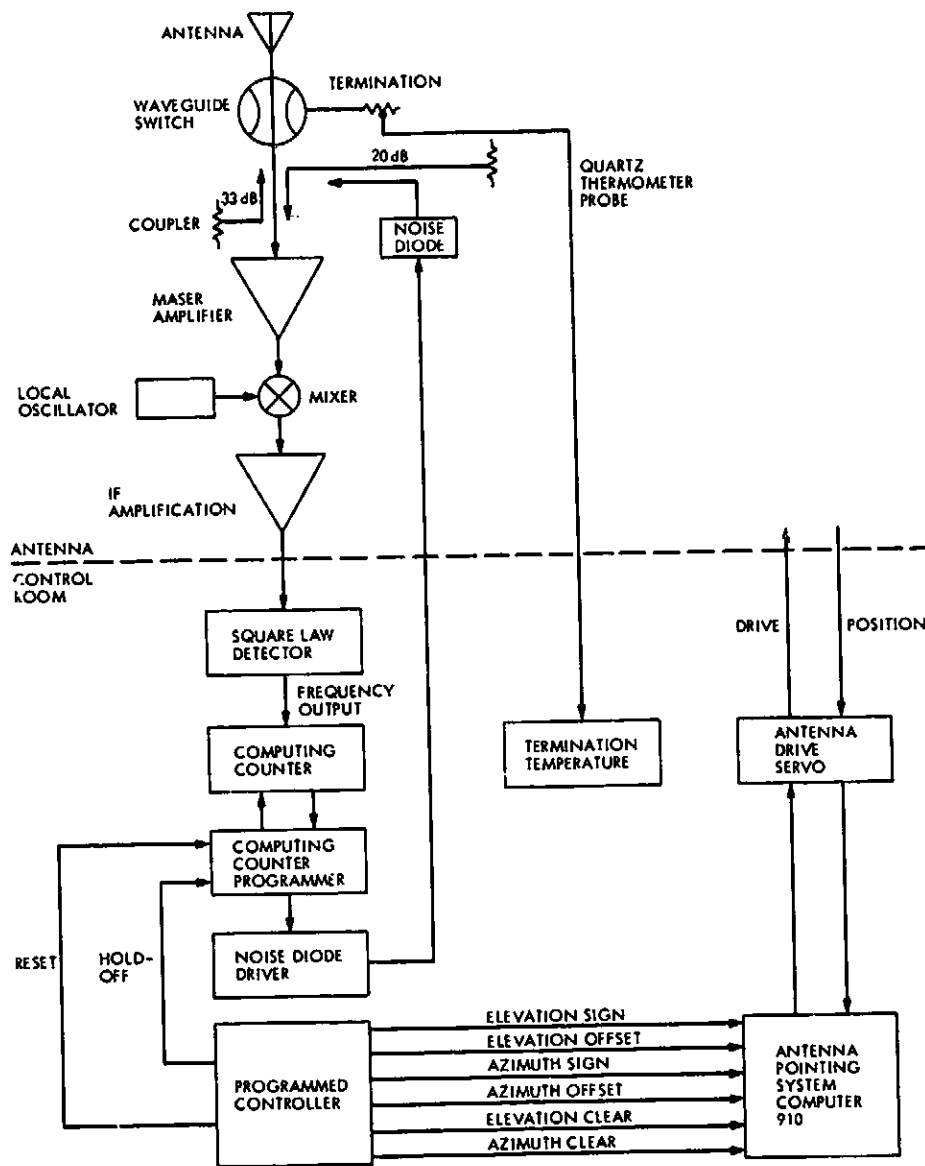 ANTENNA
WAVEGUIDE
SWITCH
TERMINATION
20 dB
QUARTZ
THERMOMETER
PROBE
33 dB
COUPLER
NOISE
DIODE
MASER
AMPLIFIER
LOCAL
OSCILLATOR
MIXER
IF
AMPLIFICATION
ANTENNA
CONTROL
ROOM
SQUARE LAW
DETECTOR
DRIVE
POSITION
FREQUENCY
OUTPUT
COMPUTING
COUNTER
TERMINATION
TEMPERATURE
ANTENNA
DRIVE
SERVO
COMPUTING
COUNTER
PROGRAMMER
RESET
HOLD-
OFF
NOISE DIODE
DRIVER
PROGRAMMED
CONTROLLER
ELEVATION SIGN
ELEVATION OFFSET
AZIMUTH SIGN
AZIMUTH OFFSET
ELEVATION CLEAR
AZIMUTH CLEAR
ANTENNA
POINTING
SYSTEM
COMPUTER
910